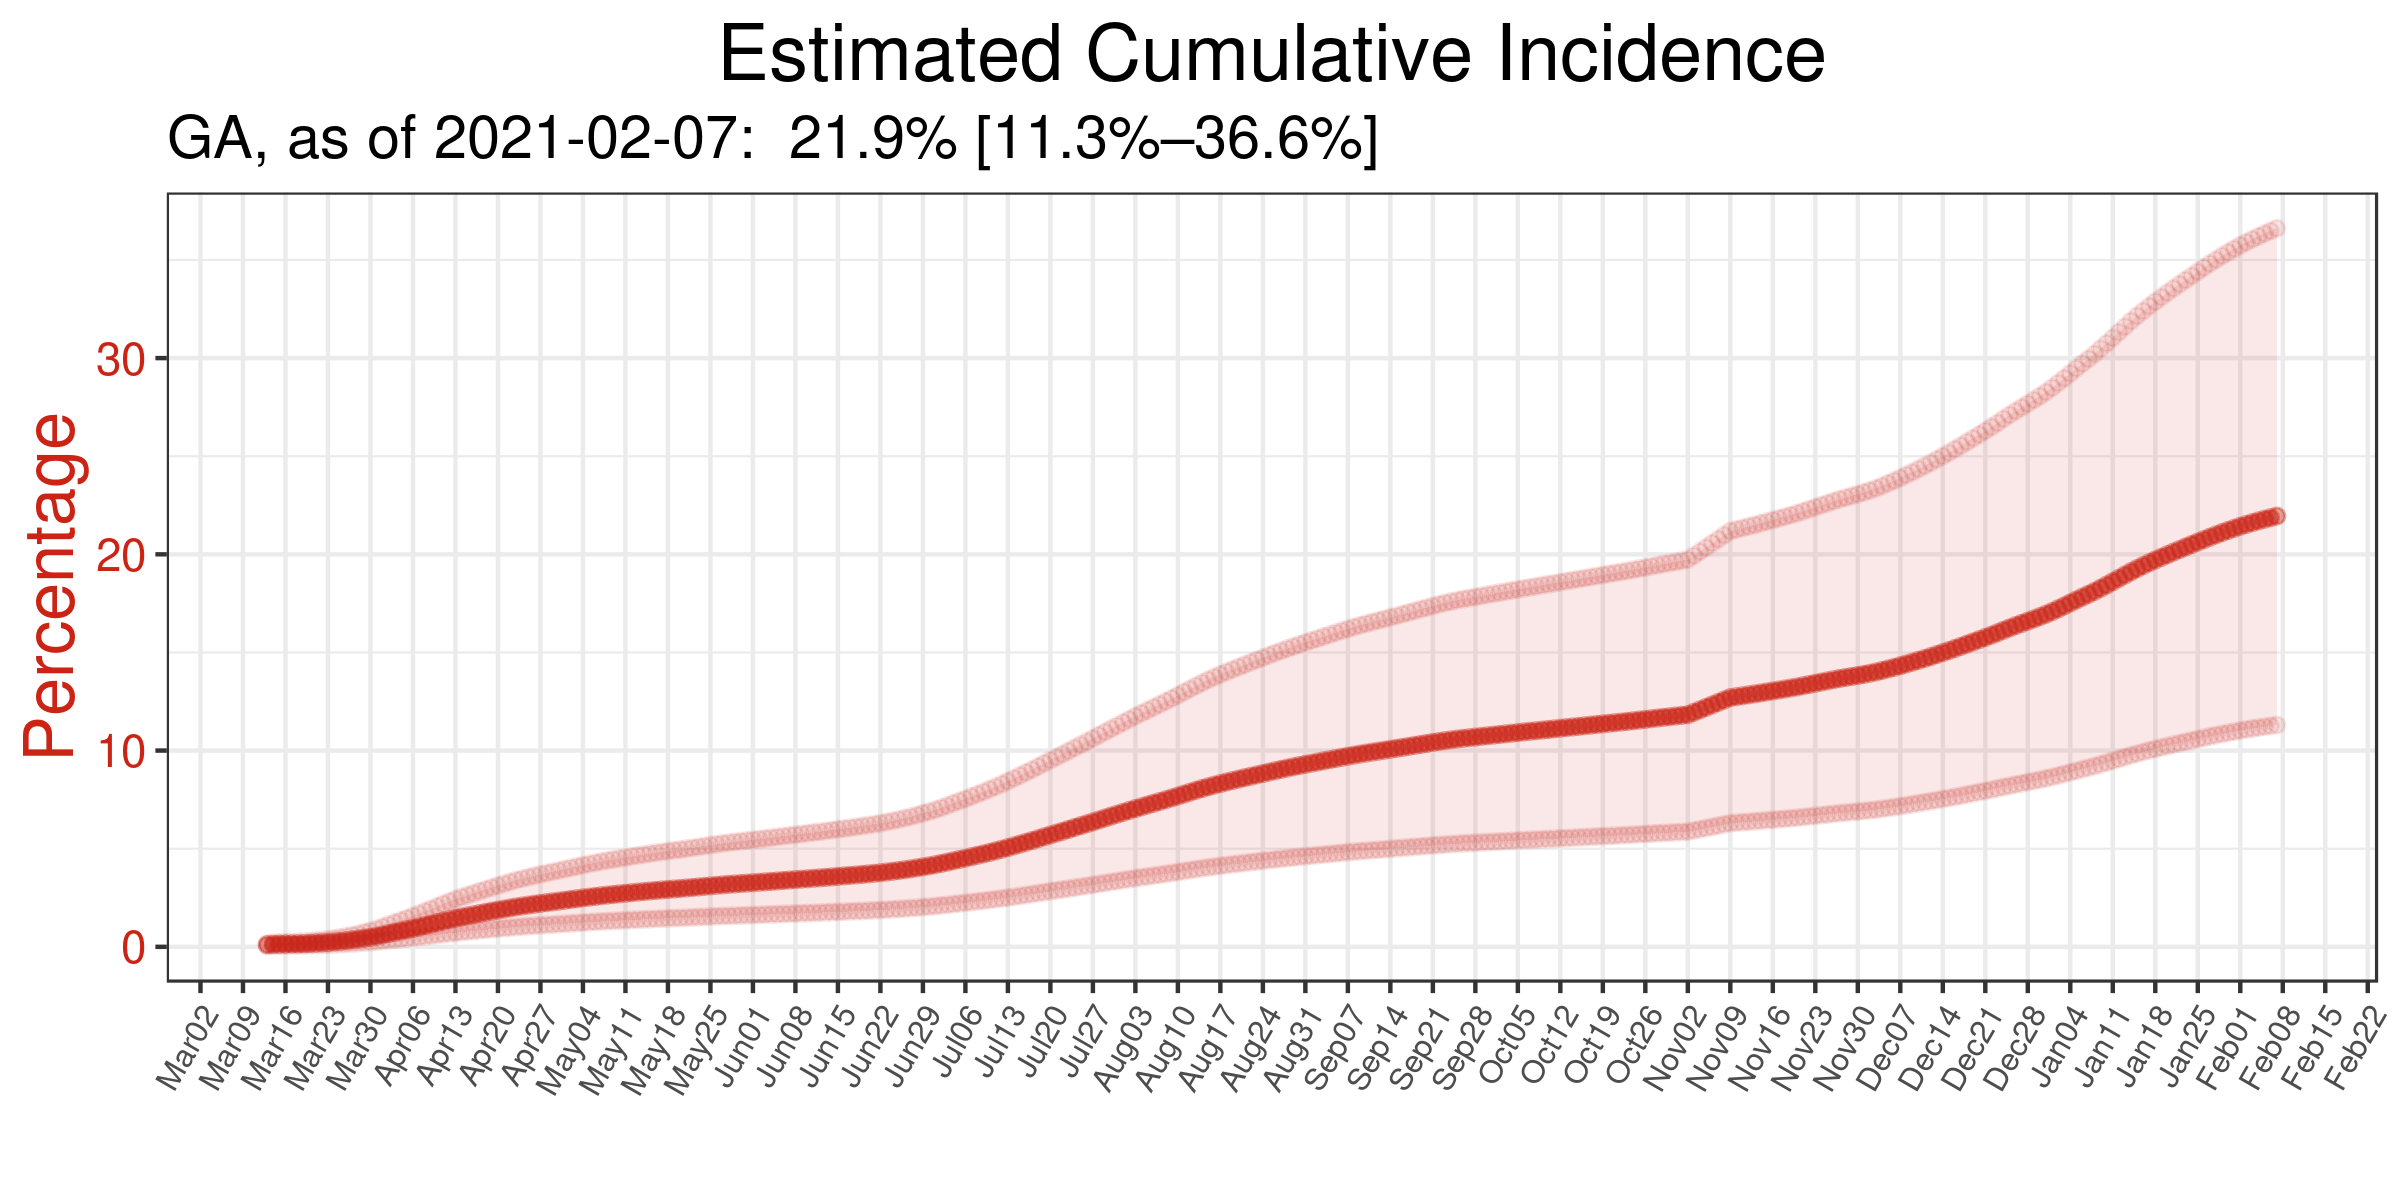 Estimated Cumulative Incidence
GA, as of 2021-02-07:  21.9% [11.3%–36.6%]
Percentage
30
20
10
0
Mar02
Mar09
Mar16
Mar23
Mar30
Apr06
Apr13
Apr20
Apr27
May04
May11
May18
May25
Jun01
Jun08
Jun15
Jun22
Jun29
Jul06
Jul13
Jul20
Jul27
Aug03
Aug10
Aug17
Aug24
Aug31
Sep07
Sep14
Sep21
Sep28
Oct05
Oct12
Oct19
Oct26
Nov02
Nov09
Nov16
Nov23
Nov30
Dec07
Dec14
Dec21
Dec28
Jan04
Jan11
Jan18
Jan25
Feb01
Feb08
Feb15
Feb22